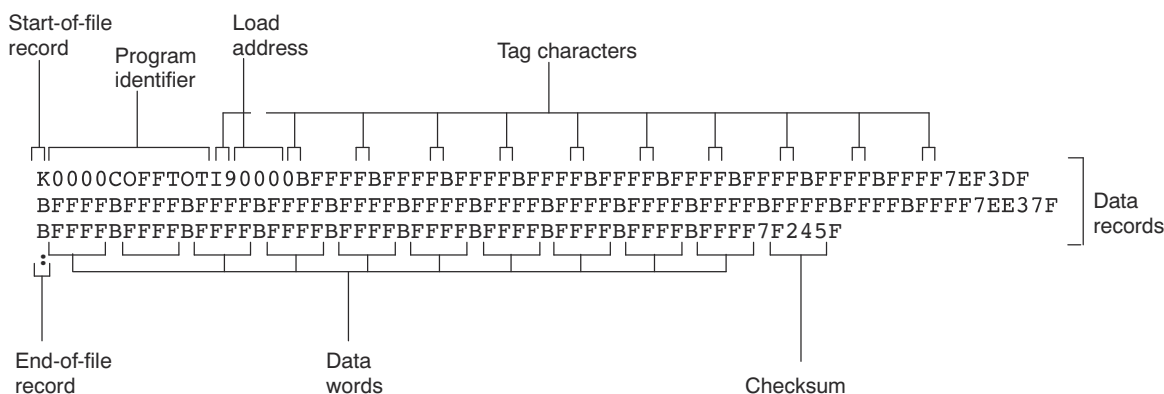 Start-of-file
record
Program
identifier
Load
address
Tag characters
K0000COFFTOTI90000BFFFFBFFFFBFFFFBFFFFBFFFFBFFFFBFFFFBFFFFBFFFF7EF3DF
BFFFFBFFFFBFFFFBFFFFBFFFFBFFFFBFFFFBFFFFBFFFFBFFFFBFFFFBFFFFBFFFF7EE37F
BFFFFBFFFFBFFFFBFFFFBFFFFBFFFFBFFFFBFFFFBFFFFBFFFF7F245F
:
Data
records
End-of-file
record
Data
words
Checksum